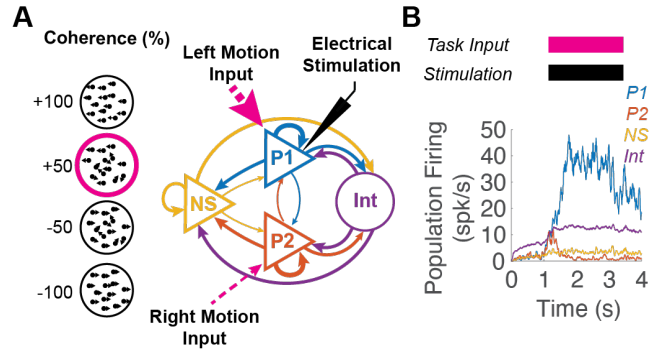 A
Coherence (%)
+100
+50
-50
-100
Left Motion
Input
Electrical
Stimulation
P1
NS
Int
P2
Right Motion
Input
B
Task Input
Stimulation
P1
P2
NS
Int
Population Firing
(spk/s)
50
40
30
20
10
0
0 1 2 3 4
Time (s)